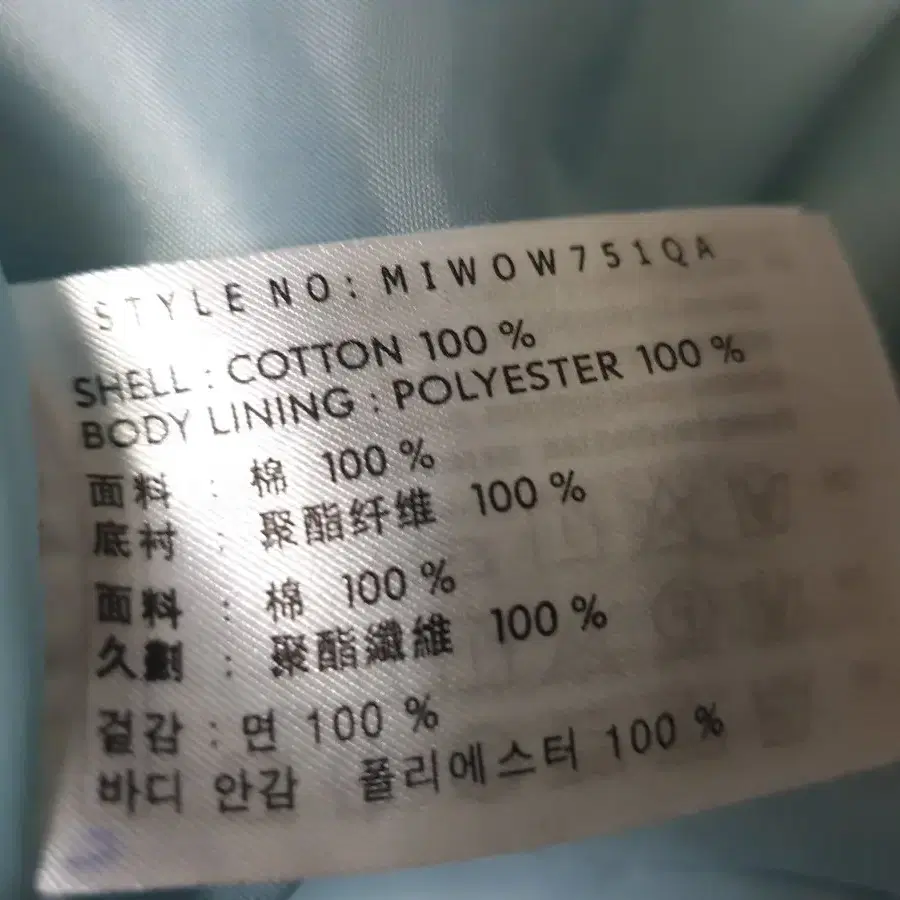 STYLE NO: MIWOW751QA
SHELL : COTTON 100 %
BODY LINING : POLYESTER 100 %
面料 : 棉 100 %
底衬 : 聚酯纤维 100 %
面料 : 棉 100 %
久劃 : 聚酯纖維 100 %
겉감 : 면 100 %
바디 안감 폴리에스터 100 %